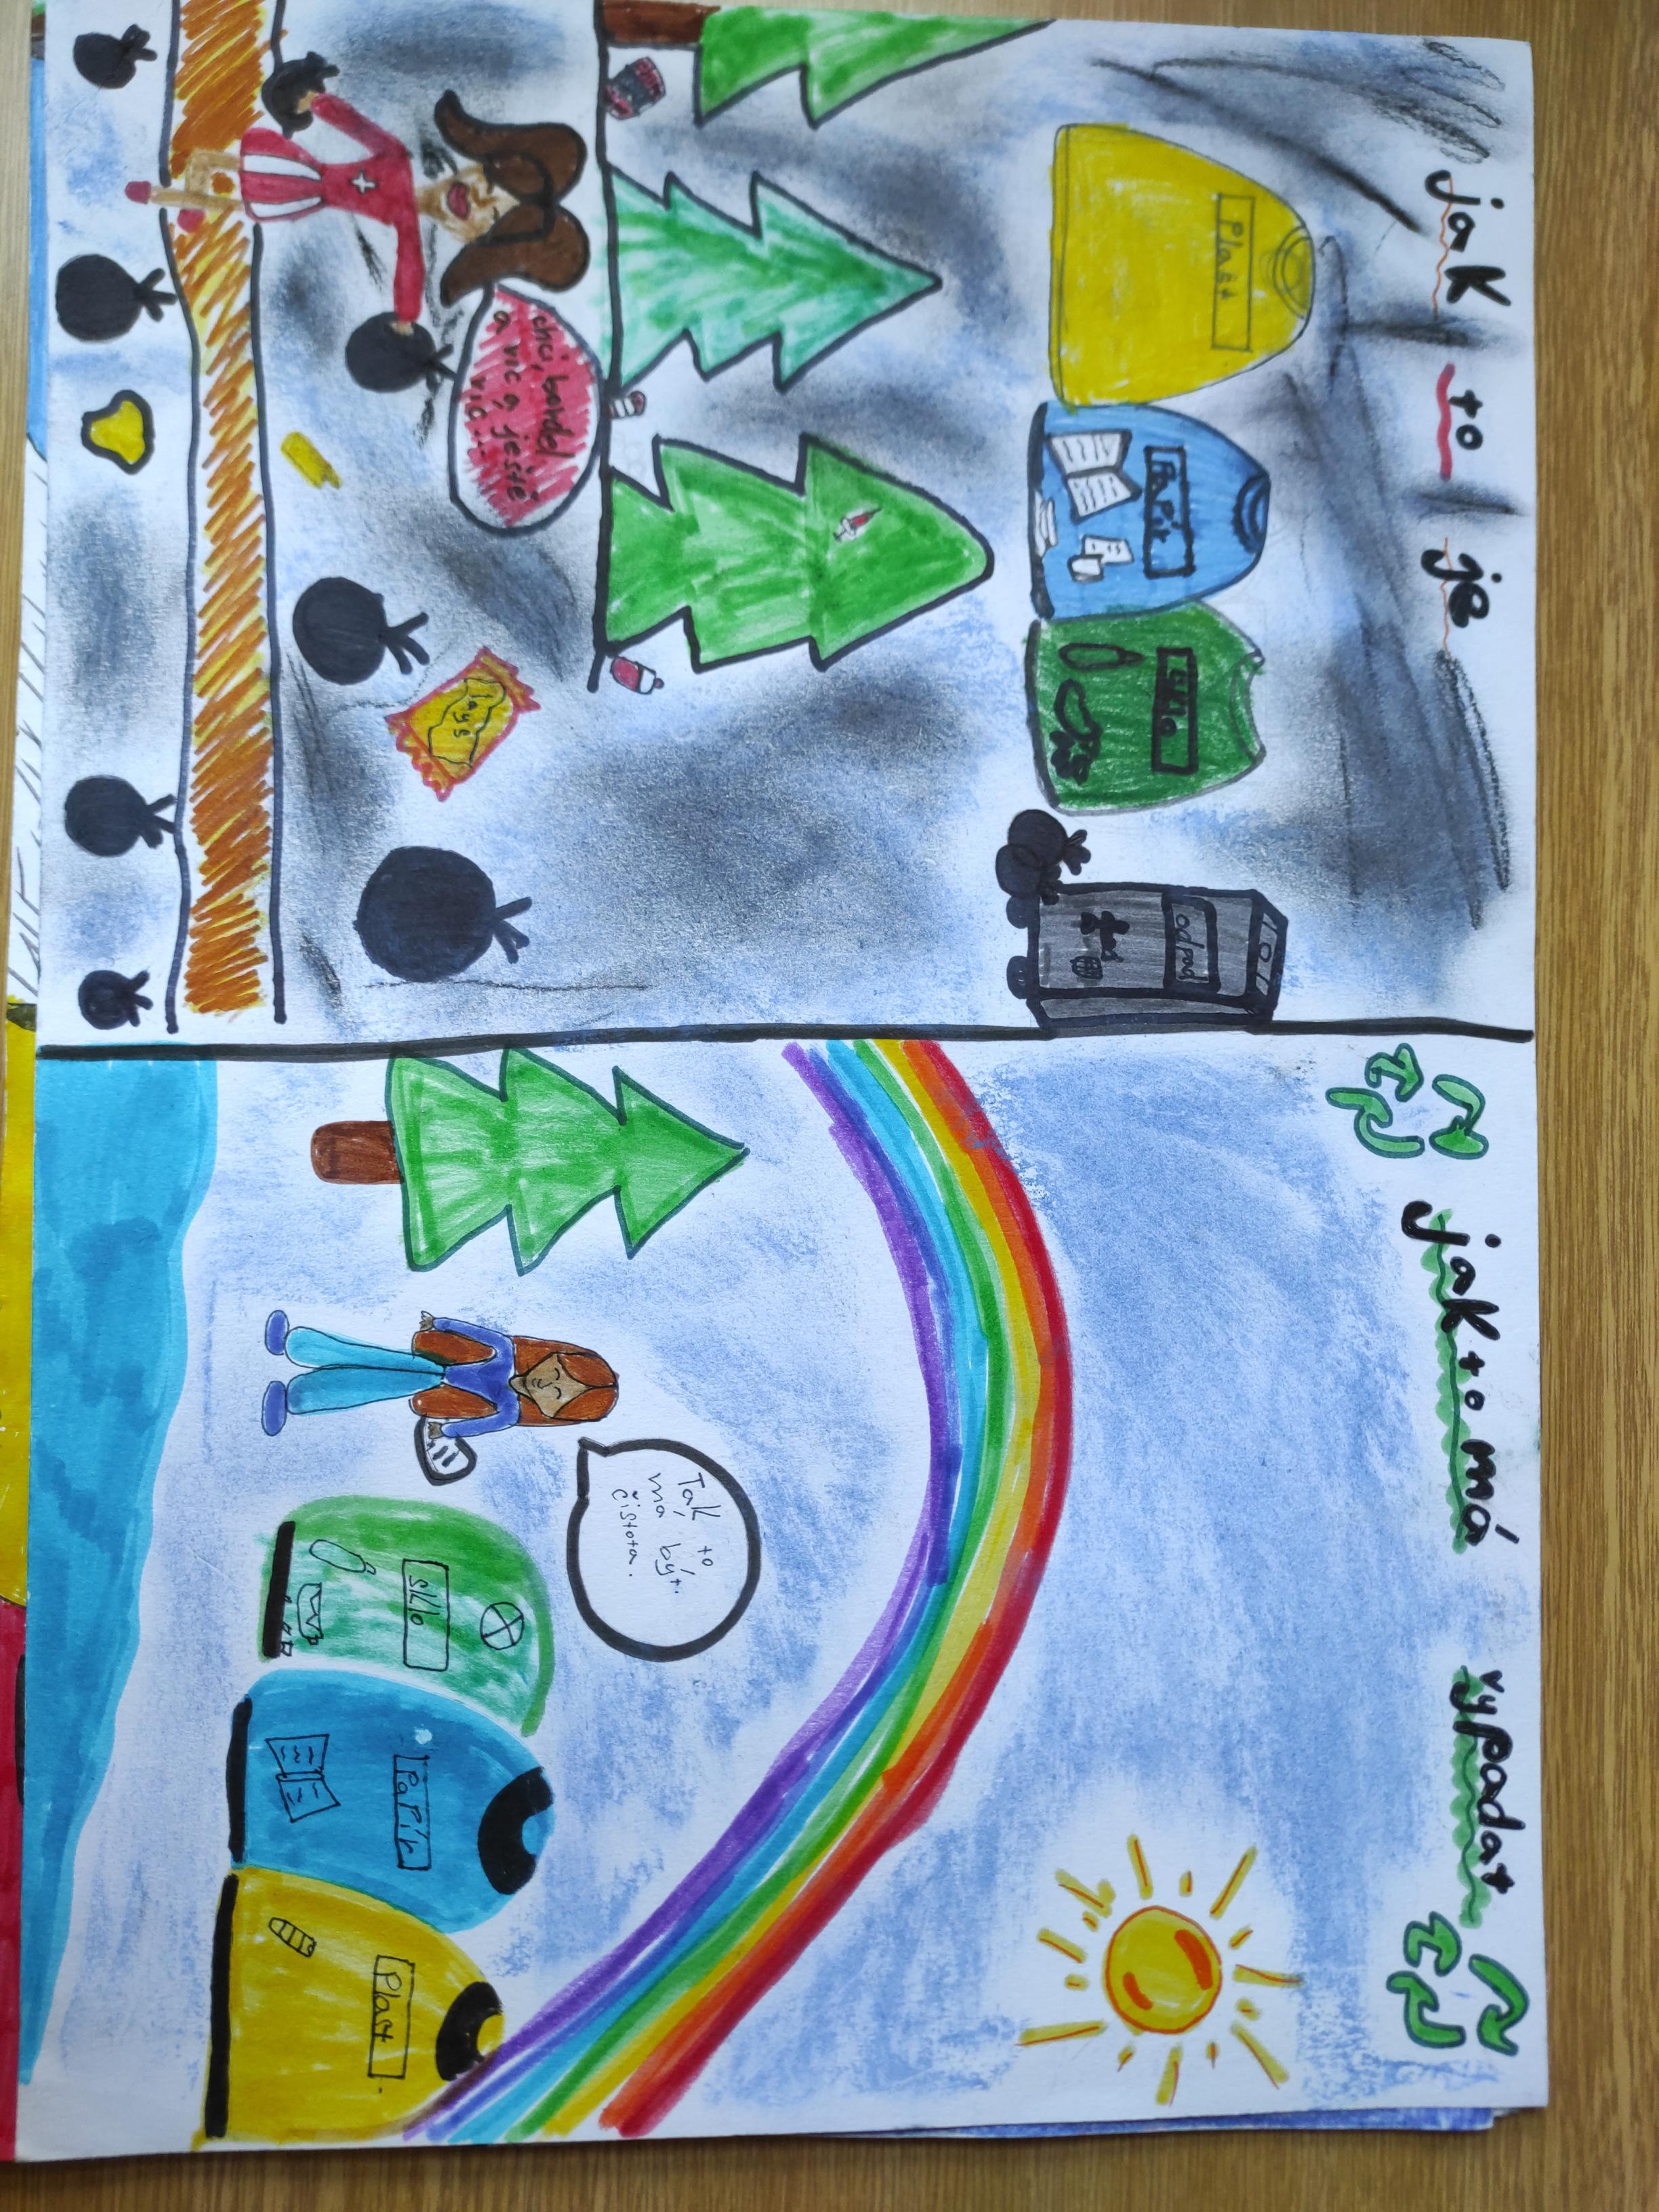 jak to je
Plast
Papír
sklo
odpad
chci bordel
a víc a ještě
víc...
lays
jak to má vypadat
Tak to
má být.
čistota.
sklo
Papír
Plast